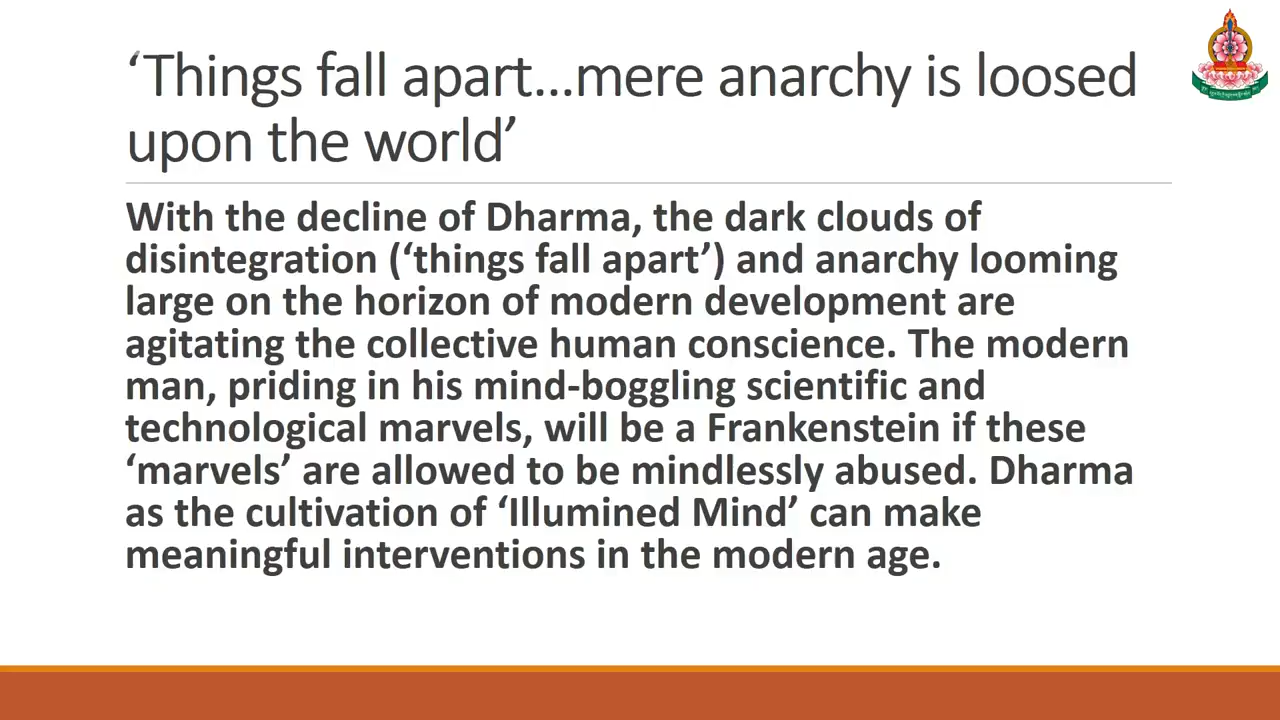 ‘Things fall apart...mere anarchy is loosed
upon the world’
With the decline of Dharma, the dark clouds of
disintegration (‘things fall apart’) and anarchy looming
large on the horizon of modern development are
agitating the collective human conscience. The modern
man, priding in his mind-boggling scientific and
technological marvels, will be a Frankenstein if these
‘marvels’ are allowed to be mindlessly abused. Dharma
as the cultivation of ‘Illumined Mind’ can make
meaningful interventions in the modern age.